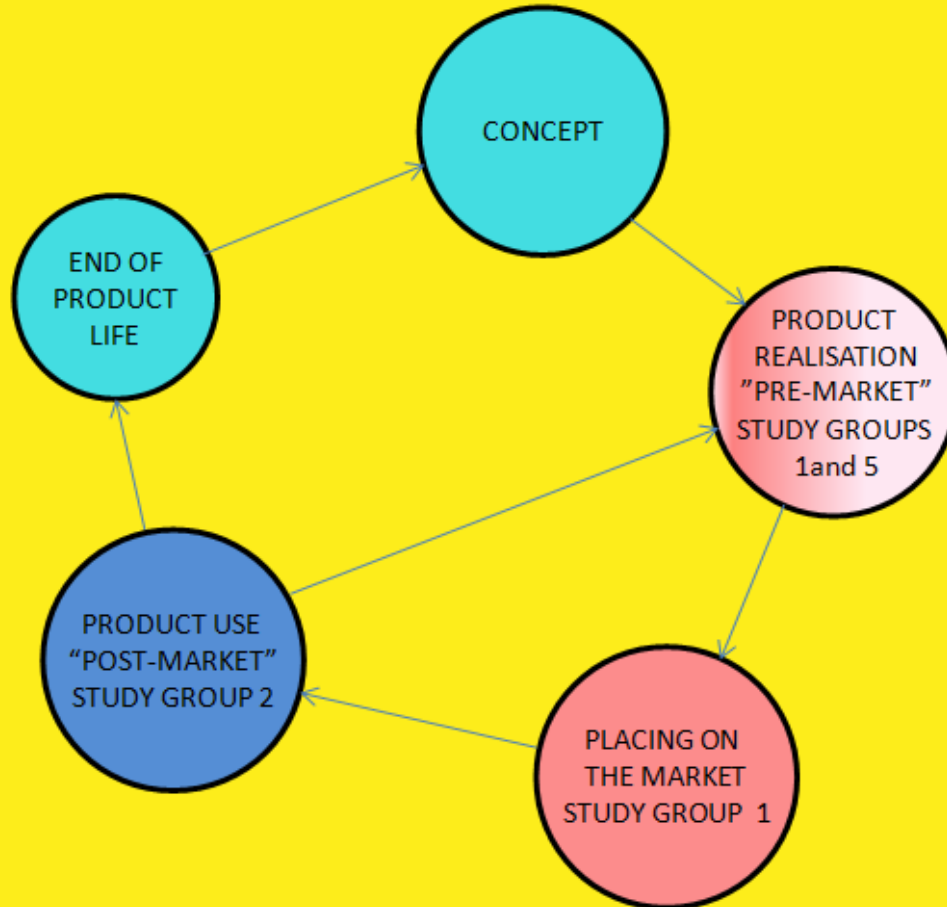 CONCEPT
END OF
PRODUCT
LIFE
PRODUCT
REALISATION
”PRE-MARKET”
STUDY GROUPS
1and 5
PRODUCT USE
“POST-MARKET”
STUDY GROUP 2
PLACING ON
THE MARKET
STUDY GROUP 1